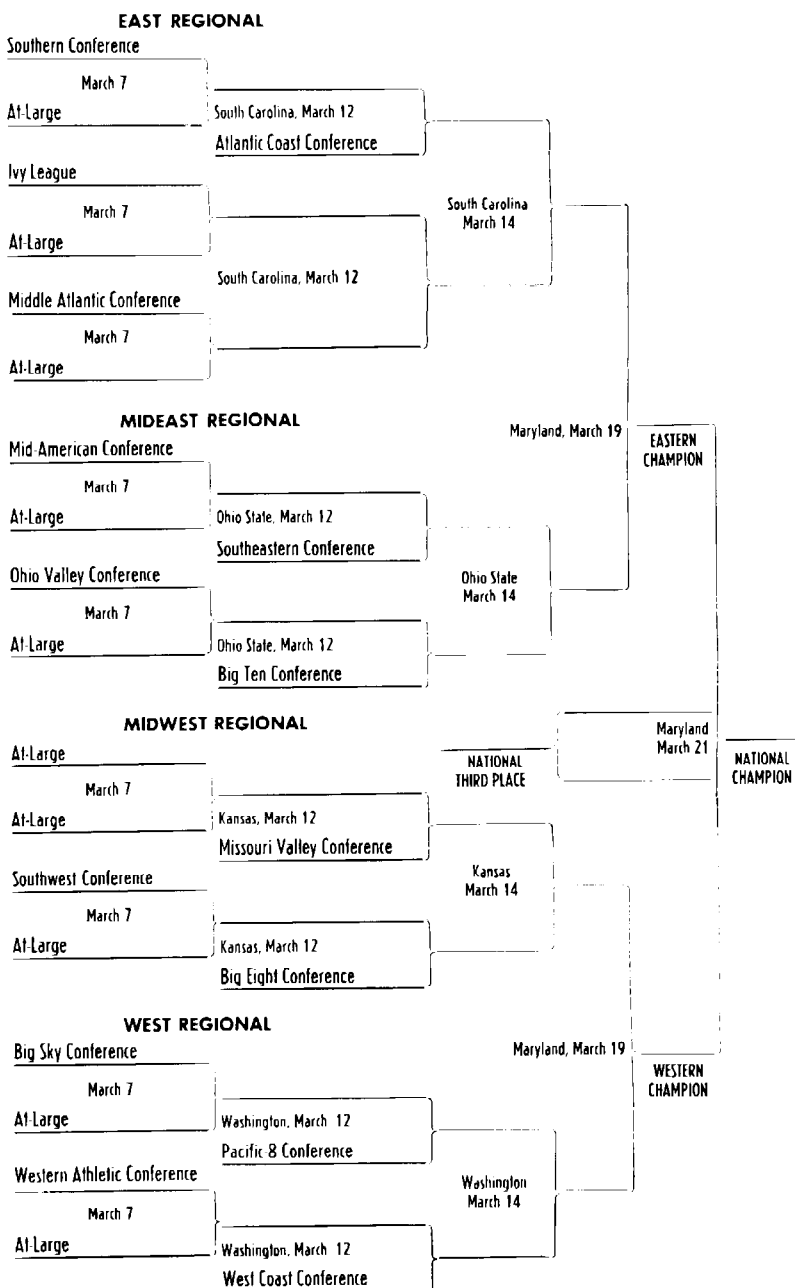 EAST REGIONAL
Southern Conference
March 7
At-Large
South Carolina, March 12
Atlantic Coast Conference
Ivy League
March 7
At-Large
South Carolina
March 14
South Carolina, March 12
Middle Atlantic Conference
March 7
At-Large
MIDEAST REGIONAL
Mid-American Conference
March 7
At-Large
Ohio State, March 12
Southeastern Conference
Ohio Valley Conference
March 7
At-Large
Ohio State, March 12
Big Ten Conference
Ohio State
March 14
Maryland, March 19
EASTERN
CHAMPION
MIDWEST REGIONAL
At-Large
March 7
At-Large
Kansas, March 12
Missouri Valley Conference
NATIONAL
THIRD PLACE
Maryland
March 21
NATIONAL
CHAMPION
Southwest Conference
March 7
At-Large
Kansas, March 12
Big Eight Conference
Kansas
March 14
WEST REGIONAL
Big Sky Conference
March 7
At-Large
Washington, March 12
Pacific-8 Conference
Maryland, March 19
WESTERN
CHAMPION
Western Athletic Conference
March 7
At-Large
Washington, March 12
West Coast Conference
Washington
March 14